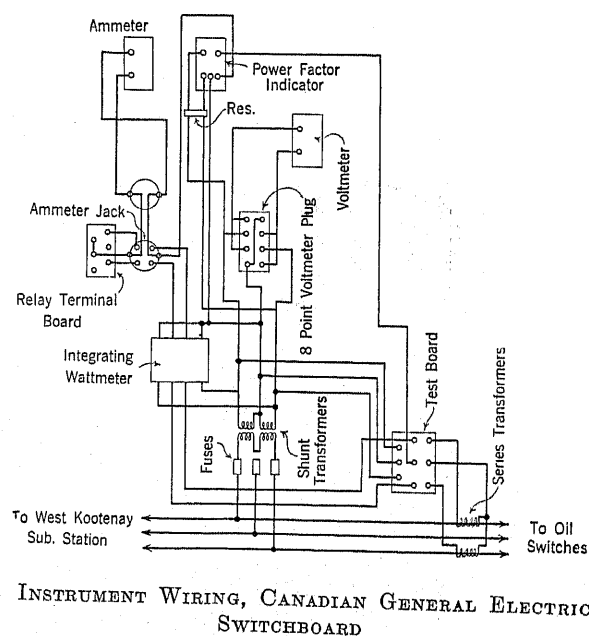 Ammeter
Power Factor
Indicator
Res.
Voltmeter
Ammeter Jack
8 Point Voltmeter Plug
Relay Terminal
Board
Integrating
Wattmeter
Test Board
Series Transformers
Fuses
Shunt
Transformers
To West Kootenay
Sub. Station
To Oil
Switches
INSTRUMENT WIRING, CANADIAN GENERAL ELECTRIC
SWITCHBOARD